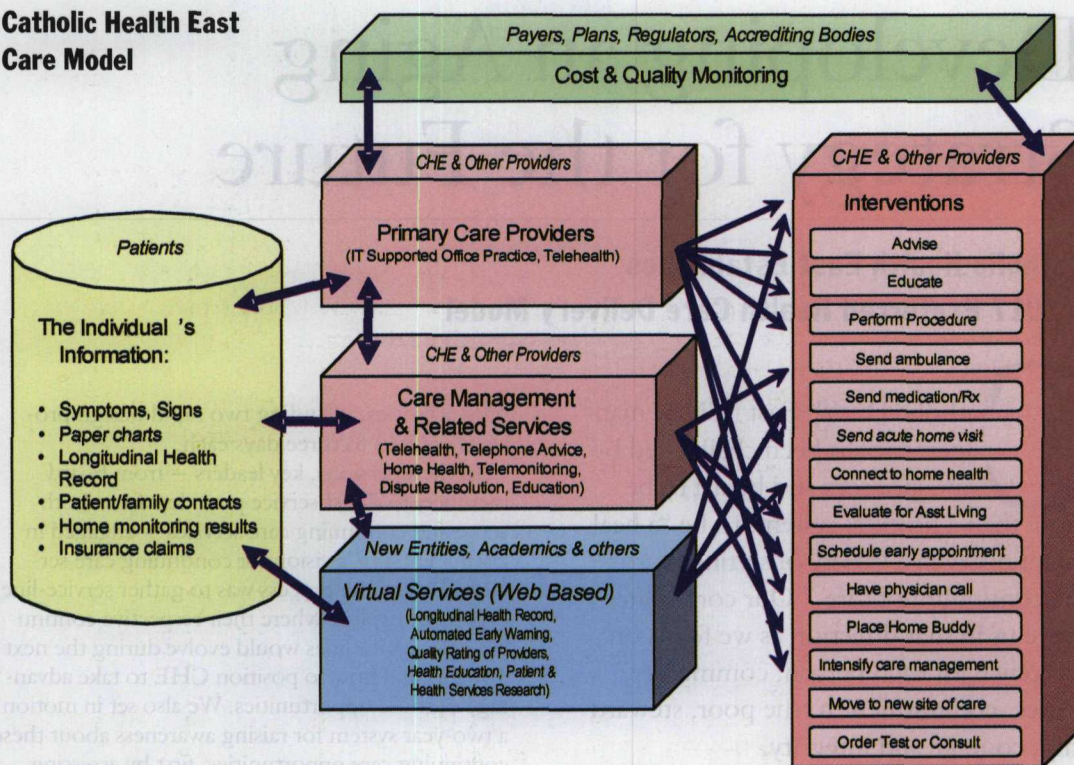 Catholic Health East
Care Model
Payers, Plans, Regulators, Accrediting Bodies
Cost & Quality Monitoring
CHE & Other Providers
Primary Care Providers
(IT Supported Office Practice, Telehealth)
Patients
The Individual 's
Information:
• Symptoms, Signs
• Paper charts
• Longitudinal Health
Record
• Patient/family contacts
• Home monitoring results
• Insurance claims
CHE & Other Providers
Care Management
& Related Services
(Telehealth, Telephone Advice,
Home Health, Telemonitoring,
Dispute Resolution, Education)
New Entities, Academics & others
Virtual Services (Web Based)
(Longitudinal Health Record,
Automated Early Warning,
Quality Rating of Providers,
Health Education, Patient &
Health Services Research)
CHE & Other Providers
Interventions
Advise
Educate
Perform Procedure
Send ambulance
Send medication/Rx
Send acute home visit
Connect to home health
Evaluate for Asst Living
Schedule early appointment
Have physician call
Place Home Buddy
Intensify care management
Move to new site of care
Order Test or Consult